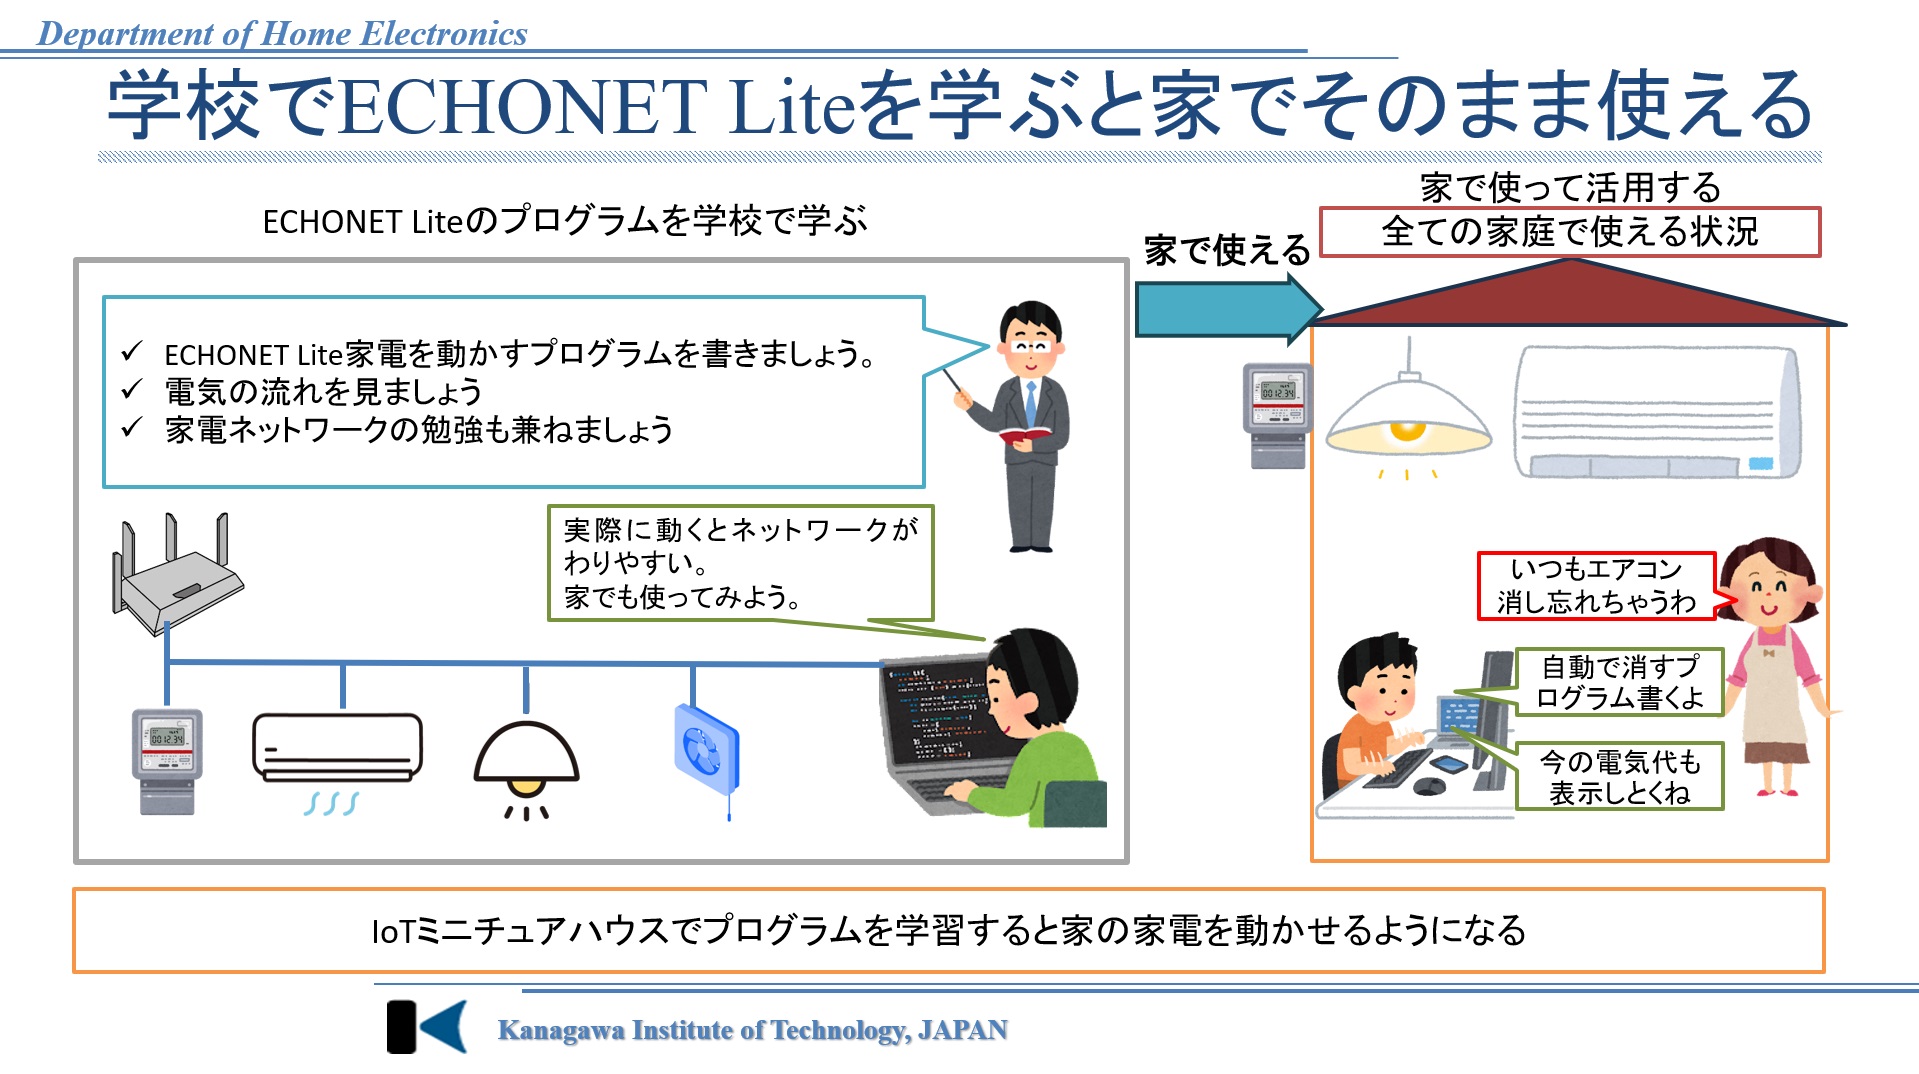 Department of Home Electronics
学校でECHONET Liteを学ぶと家でそのまま使える
ECHONET Liteのプログラムを学校で学ぶ
家で使える
家で使って活用する
全ての家庭で使える状況
✓ ECHONET Lite家電を動かすプログラムを書きましょう。
✓ 電気の流れを見ましょう
✓ 家電ネットワークの勉強も兼ねましょう
実際に動くとネットワークが
わりやすい。
家でも使ってみよう。
いつもエアコン
消し忘れちゃうわ
自動で消すプ
ログラム書くよ
今の電気代も
表示しとくね
IoTミニチュアハウスでプログラムを学習すると家の家電を動かせるようになる
Kanagawa Institute of Technology, JAPAN